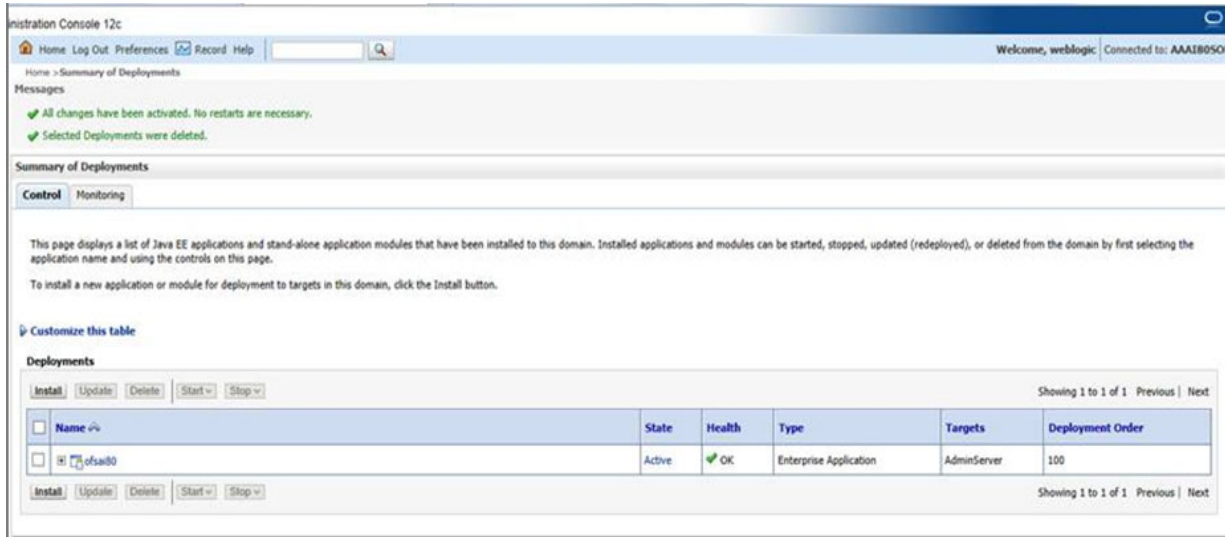 inistration Console 12c
Home Log Out Preferences Record Help
Welcome, weblogic Connected to: AAAI80SO
Home >Summary of Deployments
Messages
All changes have been activated. No restarts are necessary.
Selected Deployments were deleted.
Summary of Deployments
Control Monitoring
This page displays a list of Java EE applications and stand-alone application modules that have been installed to this domain. Installed applications and modules can be started, stopped, updated (redeployed), or deleted from the domain by first selecting the
application name and using the controls on this page.
To install a new application or module for deployment to targets in this domain, click the Install button.
Customize this table
Deployments
Install Update Delete Start Stop Showing 1 to 1 of 1 Previous | Next
Name State Health Type Targets Deployment Order
ofsai80 Active OK Enterprise Application AdminServer 100
Install Update Delete Start Stop Showing 1 to 1 of 1 Previous | Next